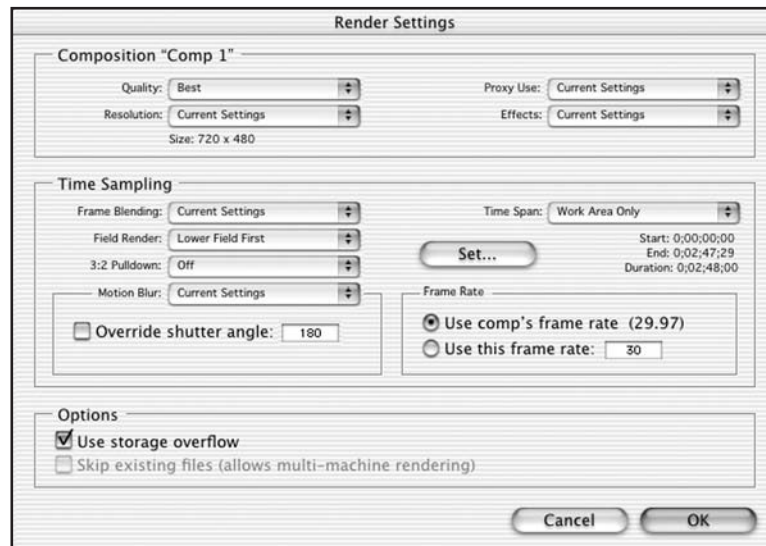 Render Settings
Composition “Comp 1”
Quality: Best
Proxy Use: Current Settings
Resolution: Current Settings
Effects: Current Settings
Size: 720 x 480
Time Sampling
Frame Blending: Current Settings
Time Span: Work Area Only
Field Render: Lower Field First
Start: 0;00;00;00
Set...
End: 0;02;47;29
3:2 Pulldown: Off
Duration: 0;02;48;00
Motion Blur: Current Settings
Frame Rate
Override shutter angle: 180
Use comp's frame rate (29.97)
Use this frame rate: 30
Options
Use storage overflow
Skip existing files (allows multi-machine rendering)
Cancel
OK